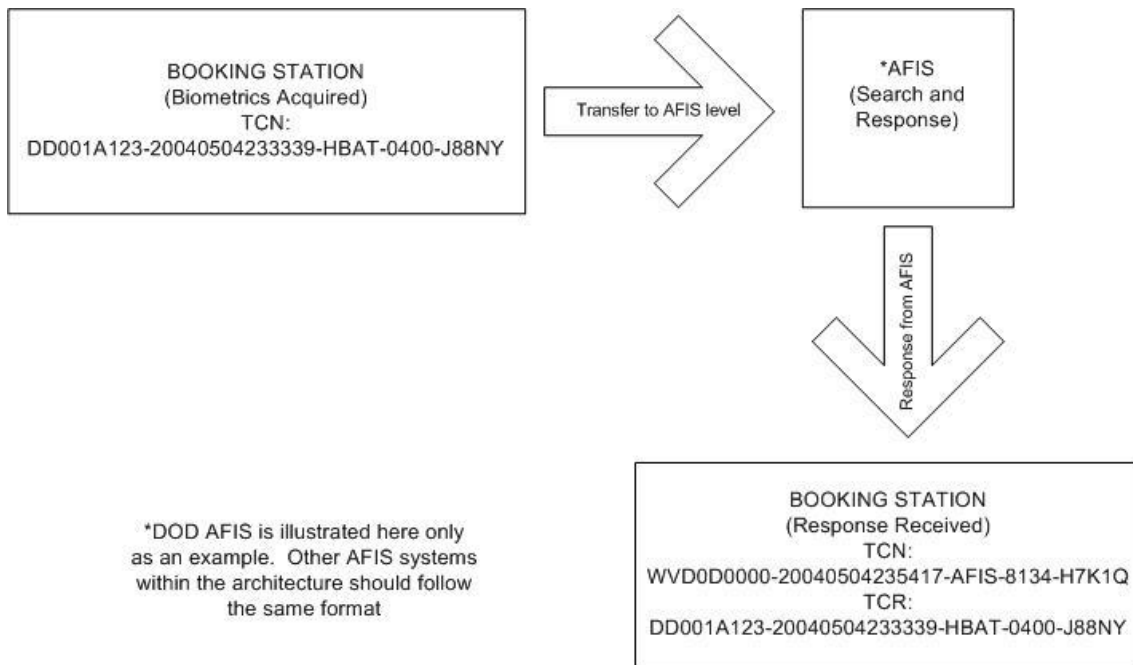 BOOKING STATION
(Biometrics Acquired)
TCN:
DD001A123-20040504233339-HBAT-0400-J88NY
Transfer to AFIS level
*AFIS
(Search and
Response)
Response from AFIS
BOOKING STATION
(Response Received)
TCN:
WVD0D0000-20040504235417-AFIS-8134-H7K1Q
TCR:
DD001A123-20040504233339-HBAT-0400-J88NY
*DOD AFIS is illustrated here only
as an example. Other AFIS systems
within the architecture should follow
the same format